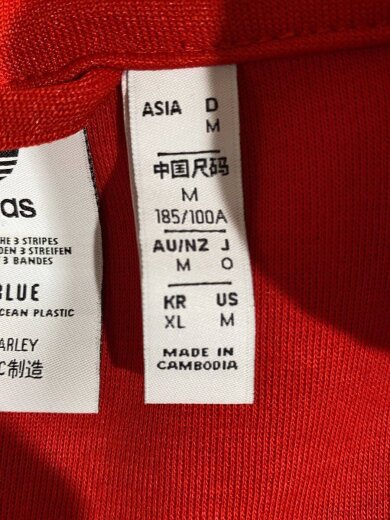 as
HE 3 STRIPES
DEN 3 STREIFEN
3 BANDES
BLUE
CEAN PLASTIC
ARLEY
C制造
ASIA D
M
中国尺码
M
185/100A
AU/NZ J
M O
KR US
XL M
MADE IN
CAMBODIA